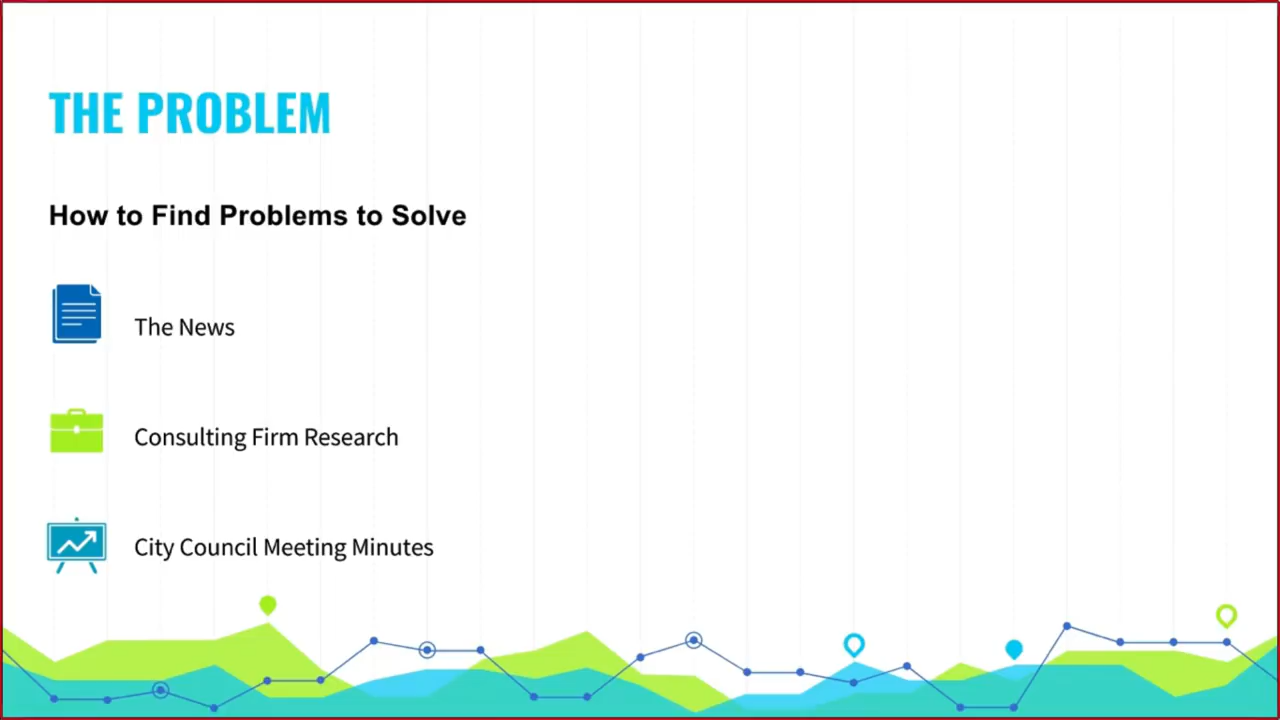 THE PROBLEM
How to Find Problems to Solve
The News
Consulting Firm Research
City Council Meeting Minutes